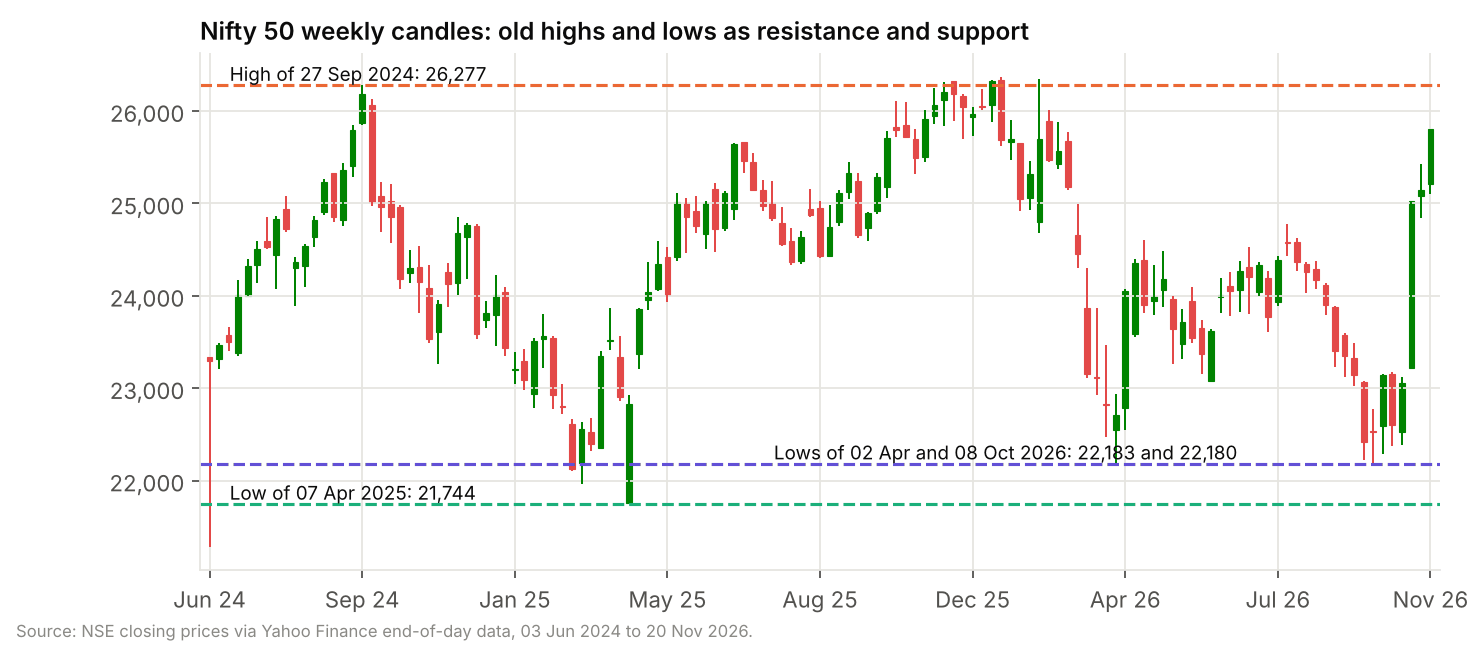 Nifty 50 weekly candles: old highs and lows as resistance and support
High of 27 Sep 2024: 26,277
26,000
25,000
24,000
23,000
Lows of 02 Apr and 08 Oct 2026: 22,183 and 22,180
22,000
Low of 07 Apr 2025: 21,744
Jun 24 Sep 24 Jan 25 May 25 Aug 25 Dec 25 Apr 26 Jul 26 Nov 26
Source: NSE closing prices via Yahoo Finance end-of-day data, 03 Jun 2024 to 20 Nov 2026.